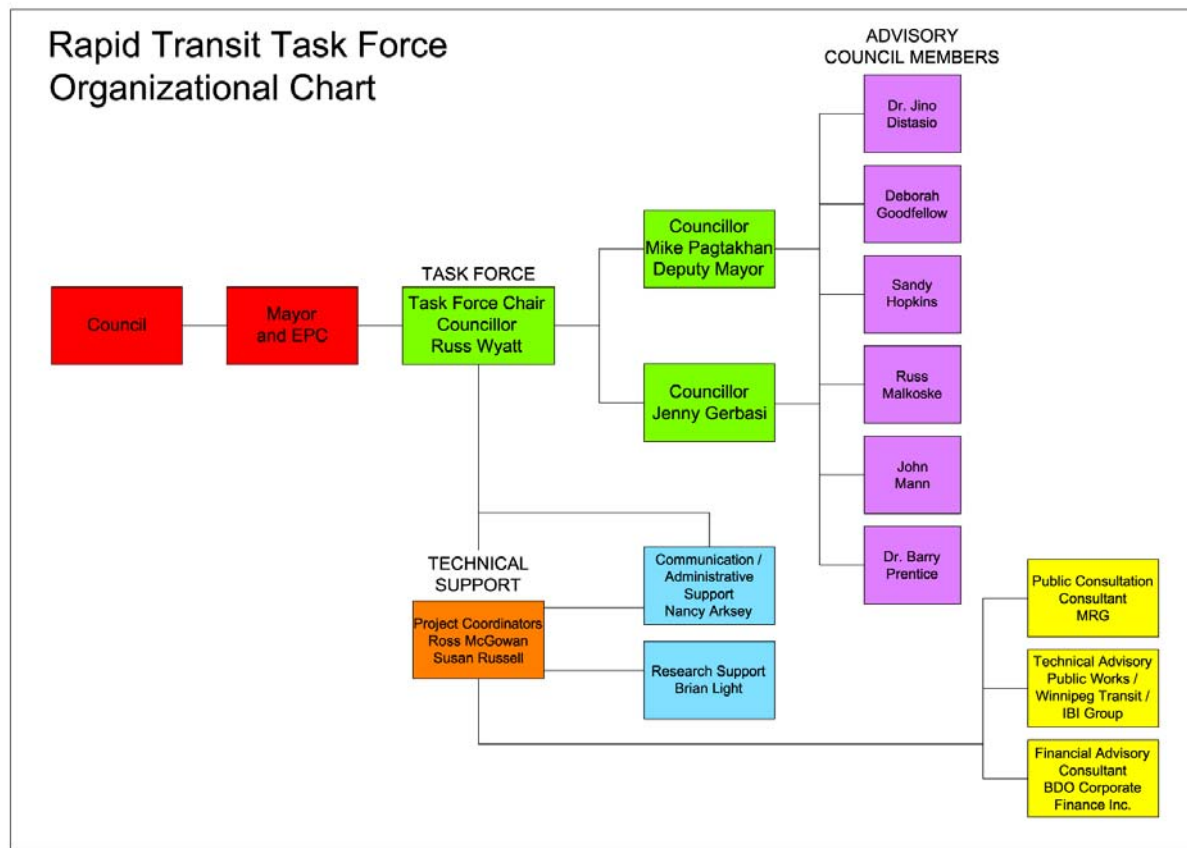 Rapid Transit Task Force
Organizational Chart
ADVISORY
COUNCIL MEMBERS
Dr. Jino
Distasio
Deborah
Goodfellow
Councillor
Mike Pagtakhan
Deputy Mayor
TASK FORCE
Sandy
Hopkins
Council
Mayor
and EPC
Task Force Chair
Councillor
Russ Wyatt
Councillor
Jenny Gerbasi
Russ
Malkoske
John
Mann
Dr. Barry
Prentice
TECHNICAL
SUPPORT
Communication /
Administrative
Support
Nancy Arksey
Project Coordinators
Ross McGowan
Susan Russell
Research Support
Brian Light
Public Consultation
Consultant
MRG
Technical Advisory
Public Works /
Winnipeg Transit /
IBI Group
Financial Advisory
Consultant
BDO Corporate
Finance Inc.